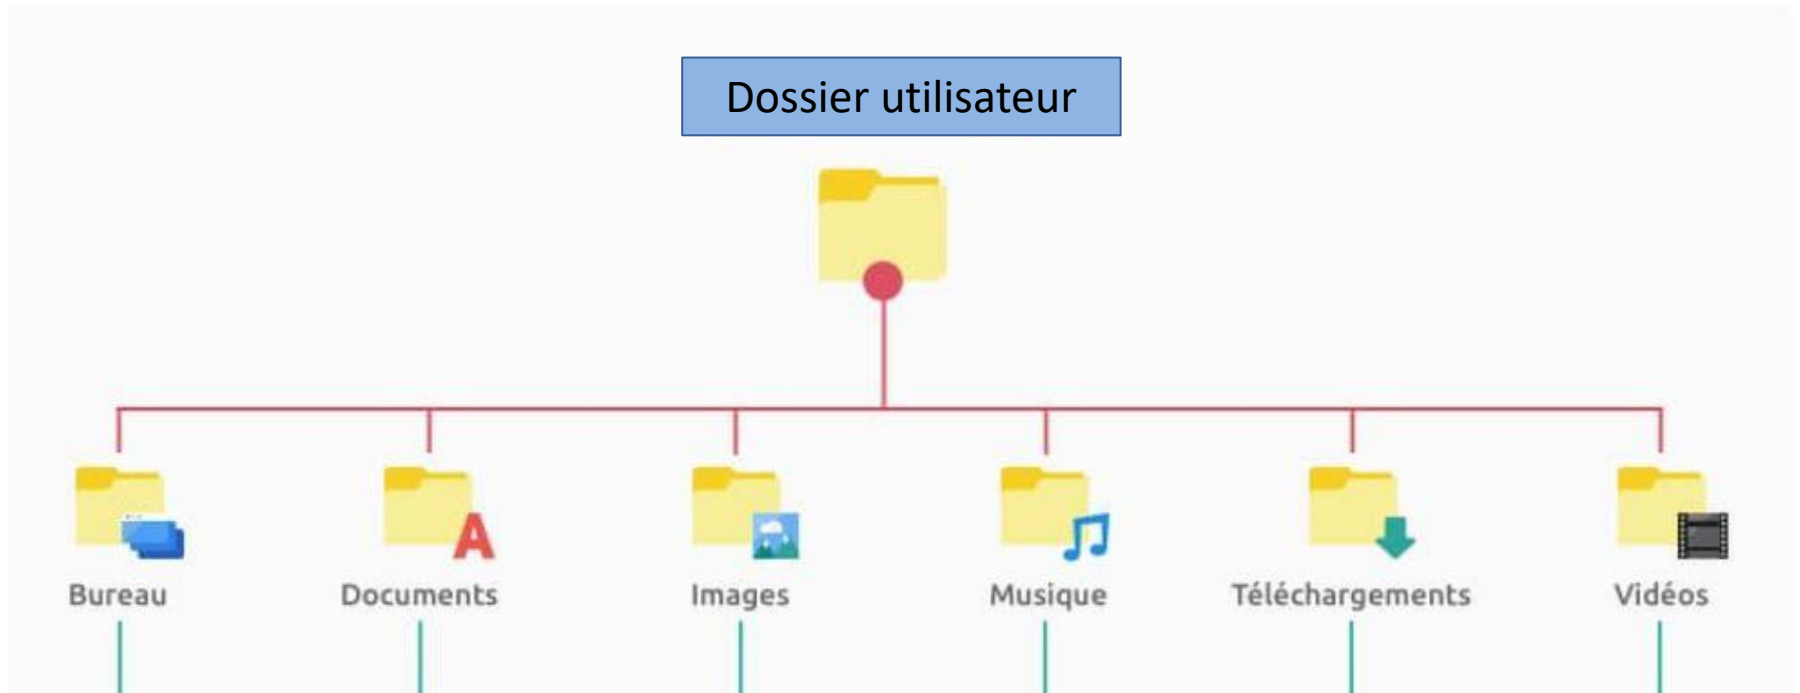 Dossier utilisateur
Bureau
Documents
Images
Musique
Téléchargements
Vidéos